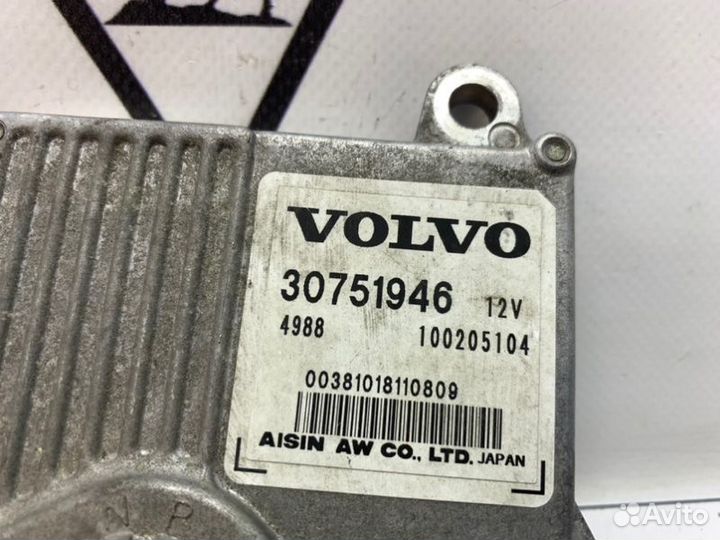 VOLVO
30751946 12V
4988 100205104
00381018110809
AISIN AW CO., LTD. JAPAN
N P
Avito